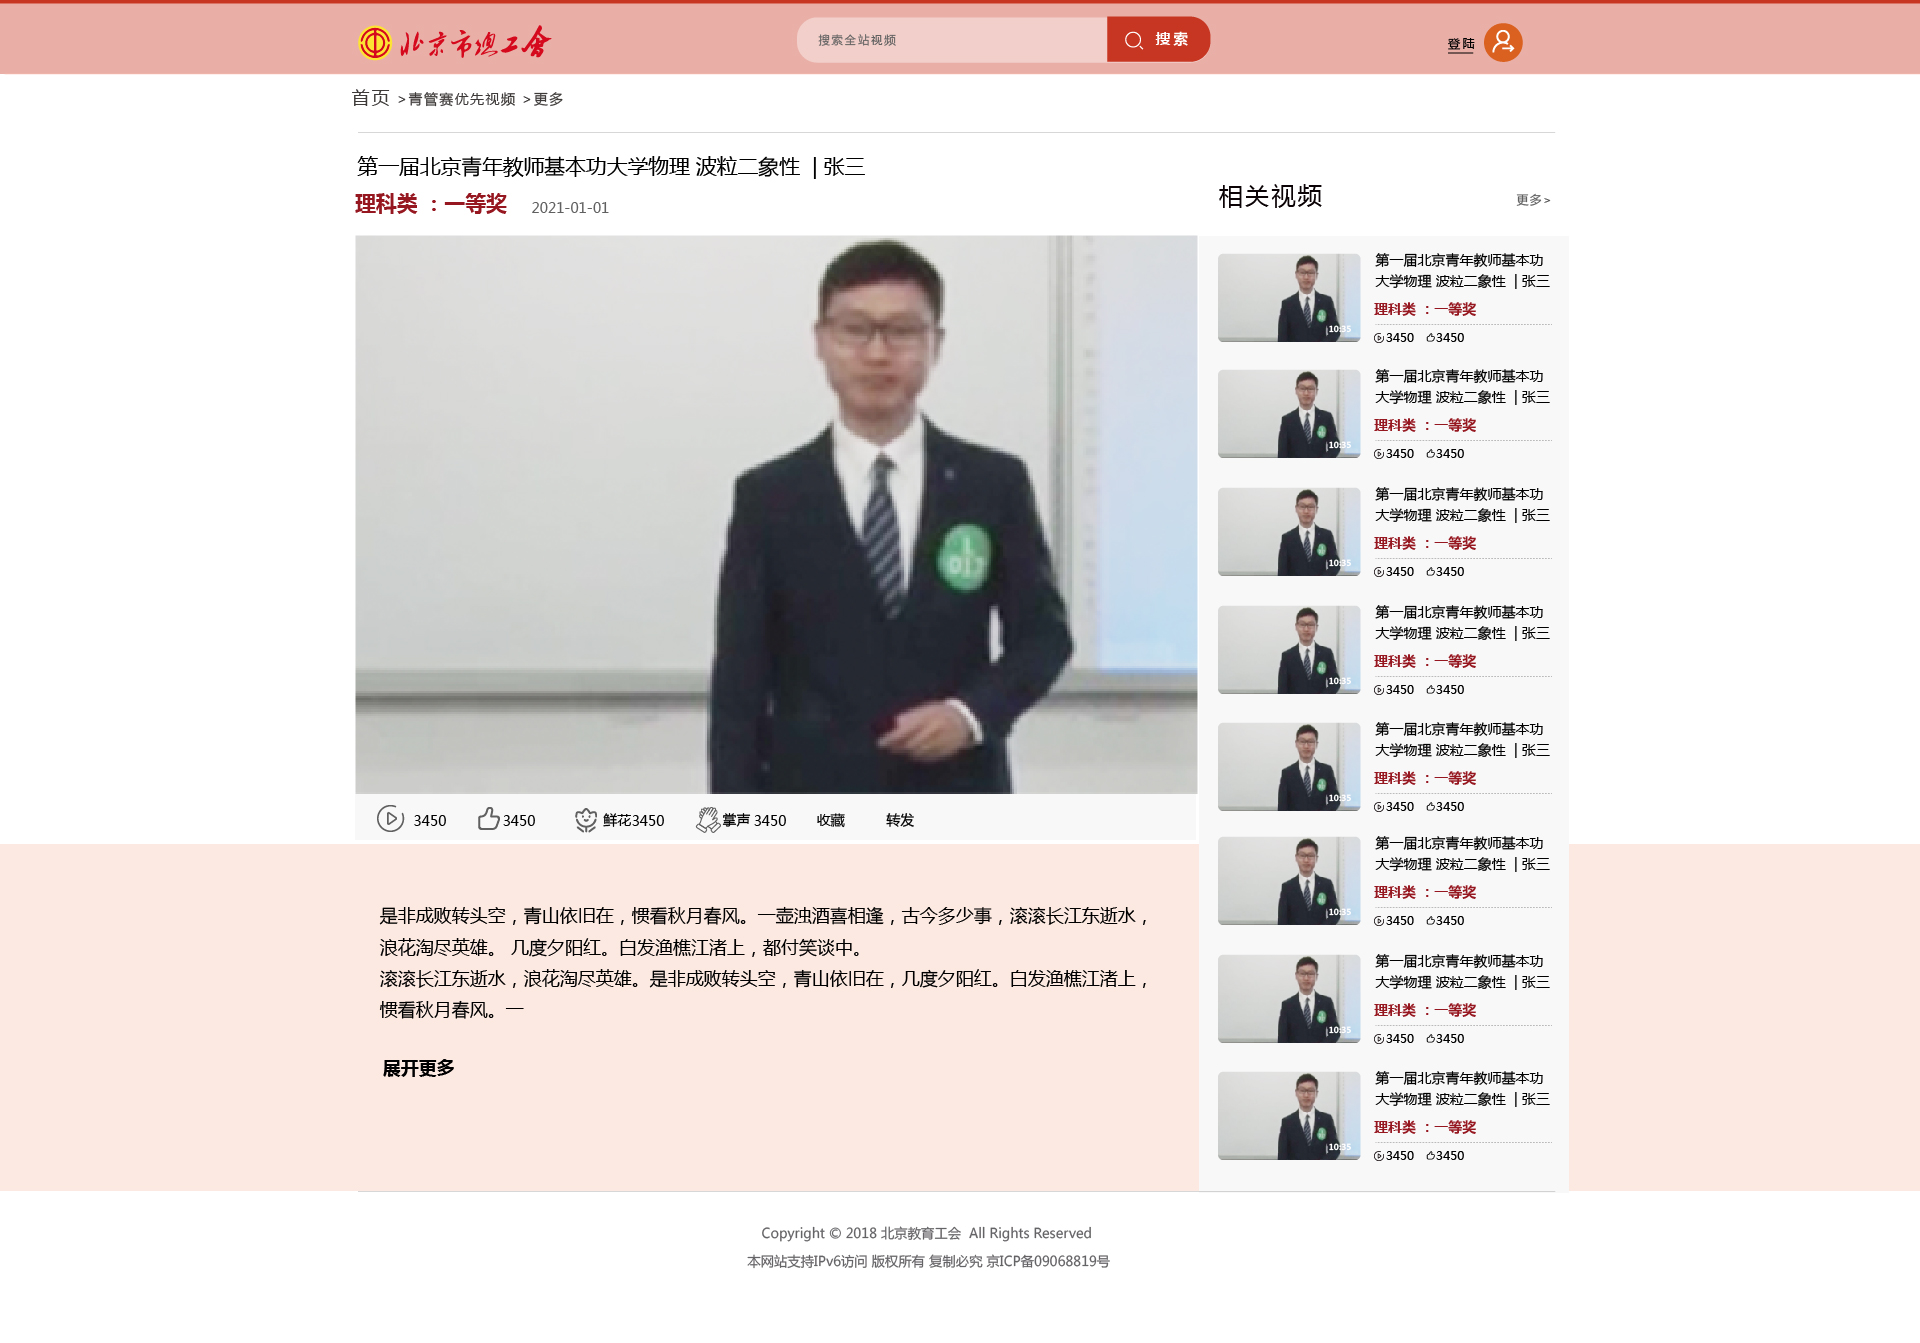 北京市总工會
搜索全站视频
搜索
登陆
首页 >青管赛优先视频 >更多
第一届北京青年教师基本功大学物理 波粒二象性 | 张三
理科类 : 一等奖 2021-01-01
相关视频
更多>
013
3450 3450 鲜花3450 掌声 3450 收藏 转发
是非成败转头空，青山依旧在，惯看秋月春风。一壶浊酒喜相逢，古今多少事，滚滚长江东逝水，
浪花淘尽英雄。 几度夕阳红。白发渔樵江渚上，都付笑谈中。
滚滚长江东逝水，浪花淘尽英雄。是非成败转头空，青山依旧在，几度夕阳红。白发渔樵江渚上，
惯看秋月春风。一
展开更多
第一届北京青年教师基本功
大学物理 波粒二象性 | 张三
理科类 : 一等奖
10:35
3450 3450
第一届北京青年教师基本功
大学物理 波粒二象性 | 张三
理科类 : 一等奖
10:35
3450 3450
第一届北京青年教师基本功
大学物理 波粒二象性 | 张三
理科类 : 一等奖
10:35
3450 3450
第一届北京青年教师基本功
大学物理 波粒二象性 | 张三
理科类 : 一等奖
10:35
3450 3450
第一届北京青年教师基本功
大学物理 波粒二象性 | 张三
理科类 : 一等奖
10:35
3450 3450
第一届北京青年教师基本功
大学物理 波粒二象性 | 张三
理科类 : 一等奖
10:35
3450 3450
第一届北京青年教师基本功
大学物理 波粒二象性 | 张三
理科类 : 一等奖
10:35
3450 3450
第一届北京青年教师基本功
大学物理 波粒二象性 | 张三
理科类 : 一等奖
10:35
3450 3450
Copyright © 2018 北京教育工会 All Rights Reserved
本网站支持IPv6访问 版权所有 复制必究 京ICP备09068819号